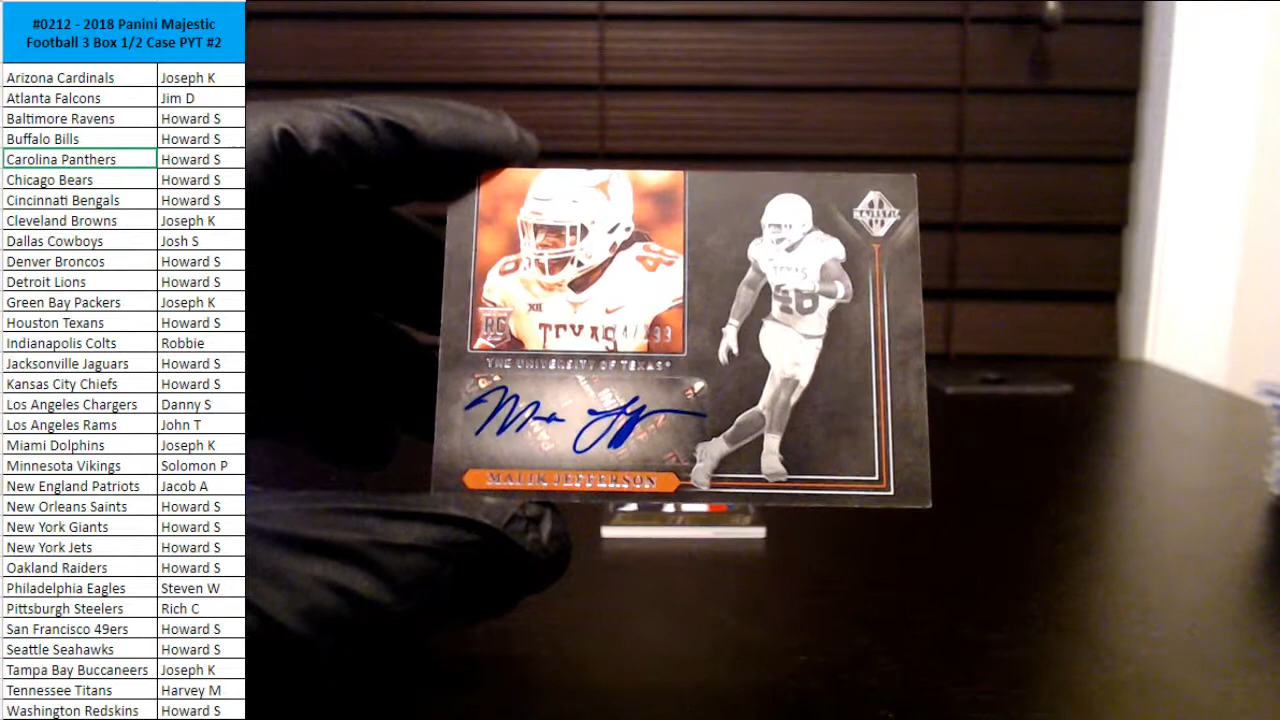 #0212 - 2018 Panini Majestic
Football 3 Box 1/2 Case PYT #2
Arizona Cardinals Joseph K
Atlanta Falcons Jim D
Baltimore Ravens Howard S
Buffalo Bills Howard S
Carolina Panthers Howard S
Chicago Bears Howard S
Cincinnati Bengals Howard S
Cleveland Browns Joseph K
Dallas Cowboys Josh S
Denver Broncos Howard S
Detroit Lions Howard S
Green Bay Packers Joseph K
Houston Texans Howard S
Indianapolis Colts Robbie
Jacksonville Jaguars Howard S
Kansas City Chiefs Howard S
Los Angeles Chargers Danny S
Los Angeles Rams John T
Miami Dolphins Joseph K
Minnesota Vikings Solomon P
New England Patriots Jacob A
New Orleans Saints Howard S
New York Giants Howard S
New York Jets Howard S
Oakland Raiders Howard S
Philadelphia Eagles Steven W
Pittsburgh Steelers Rich C
San Francisco 49ers Howard S
Seattle Seahawks Howard S
Tampa Bay Buccaneers Joseph K
Tennessee Titans Harvey M
Washington Redskins Howard S
MAJESTIC
TEXAS
46
XII
RC
TEXAS
THE UNIVERSITY OF TEXAS®
MALIK JEFFERSON